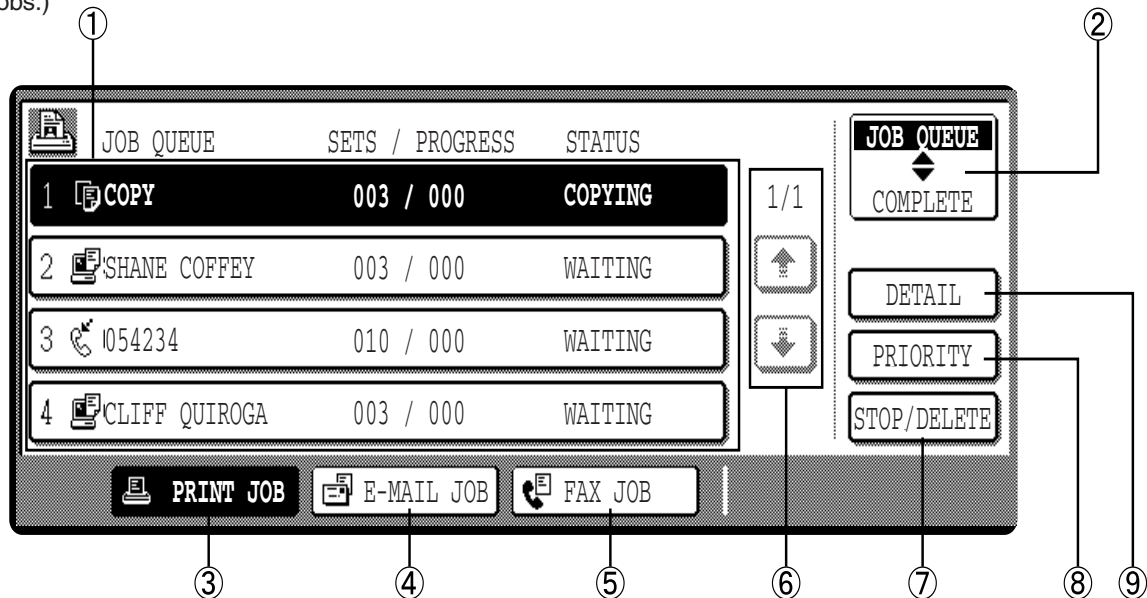 obs.)
① ②
JOB QUEUE SETS / PROGRESS STATUS
JOB QUEUE
COMPLETE
1 COPY 003 / 000 COPYING
1/1
2 SHANE COFFEY 003 / 000 WAITING
DETAIL
3 054234 010 / 000 WAITING
PRIORITY
4 CLIFF QUIROGA 003 / 000 WAITING
STOP/DELETE
PRINT JOB E-MAIL JOB FAX JOB
③ ④ ⑤ ⑥ ⑦ ⑧ ⑨